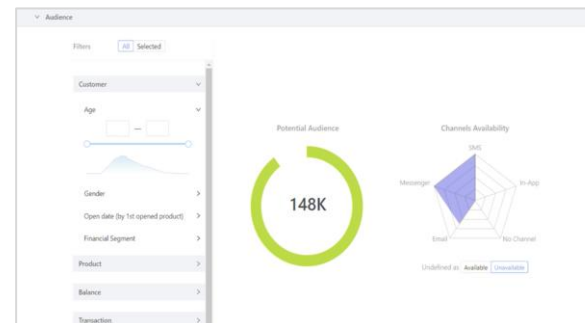 Audience
Filters All Selected
Customer
Age
Gender
Open date (by 1st opened product)
Financial Segment
Product
Balance
Transaction
Potential Audience
148K
Channels Availability
SMS
Messenger
In-App
Email
No Channel
Undefined as Available Unavailable